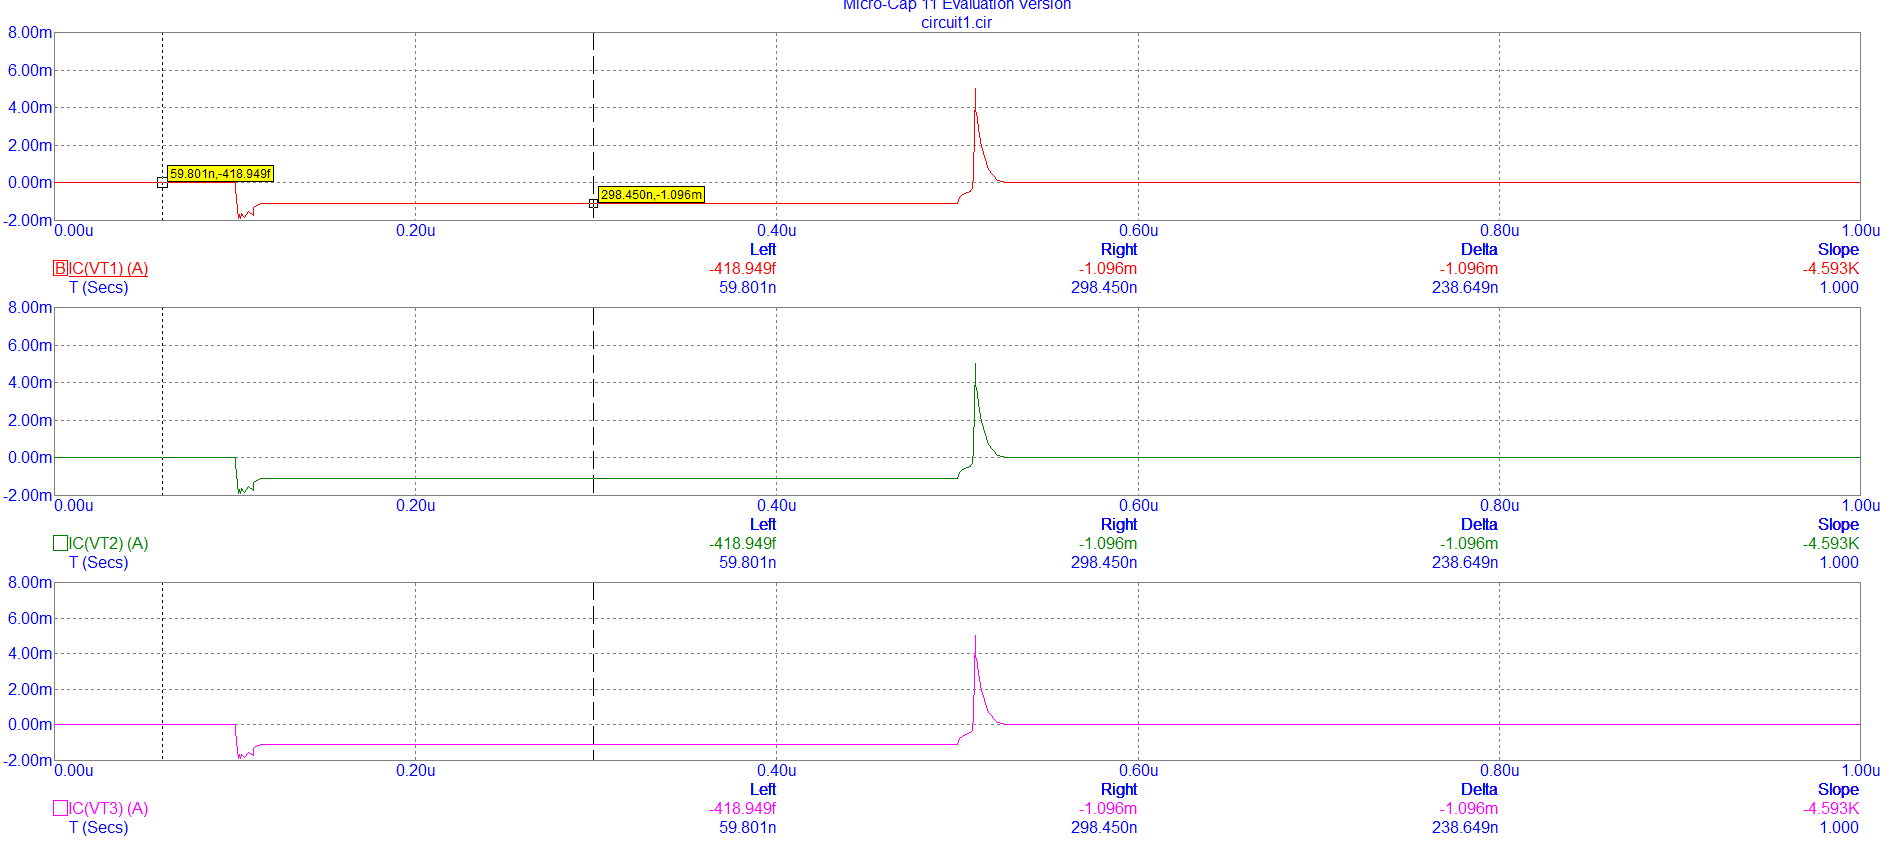 Micro-Cap 11 Evaluation Version
circuit1.cir
8.00m
6.00m
4.00m
2.00m
0.00m
-2.00m
59.801n,-418.949f
298.450n,-1.096m
0.00u 0.20u 0.40u 0.60u 0.80u 1.00u
Left Right Delta Slope
B IC(VT1) (A) -418.949f -1.096m -1.096m -4.593K
T (Secs) 59.801n 298.450n 238.649n 1.000
8.00m
6.00m
4.00m
2.00m
0.00m
-2.00m
0.00u 0.20u 0.40u 0.60u 0.80u 1.00u
Left Right Delta Slope
IC(VT2) (A) -418.949f -1.096m -1.096m -4.593K
T (Secs) 59.801n 298.450n 238.649n 1.000
8.00m
6.00m
4.00m
2.00m
0.00m
-2.00m
0.00u 0.20u 0.40u 0.60u 0.80u 1.00u
Left Right Delta Slope
IC(VT3) (A) -418.949f -1.096m -1.096m -4.593K
T (Secs) 59.801n 298.450n 238.649n 1.000